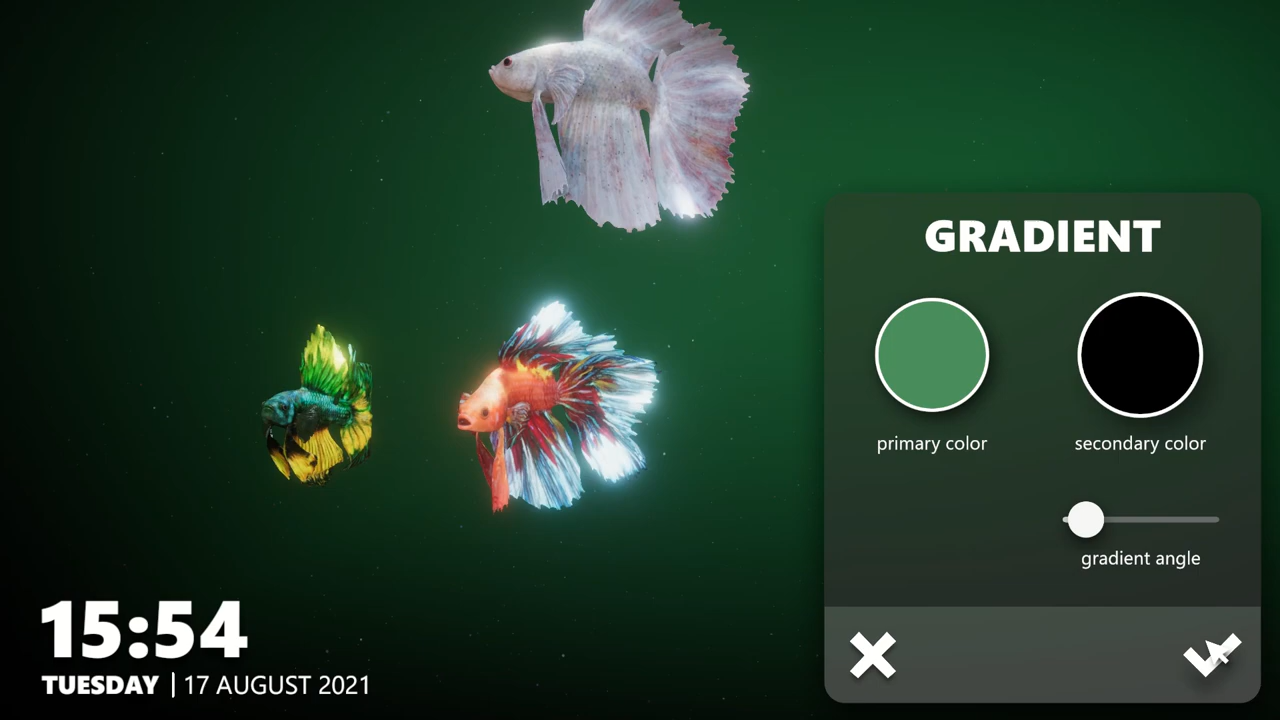 GRADIENT
primary color
secondary color
gradient angle
15:54
TUESDAY | 17 AUGUST 2021